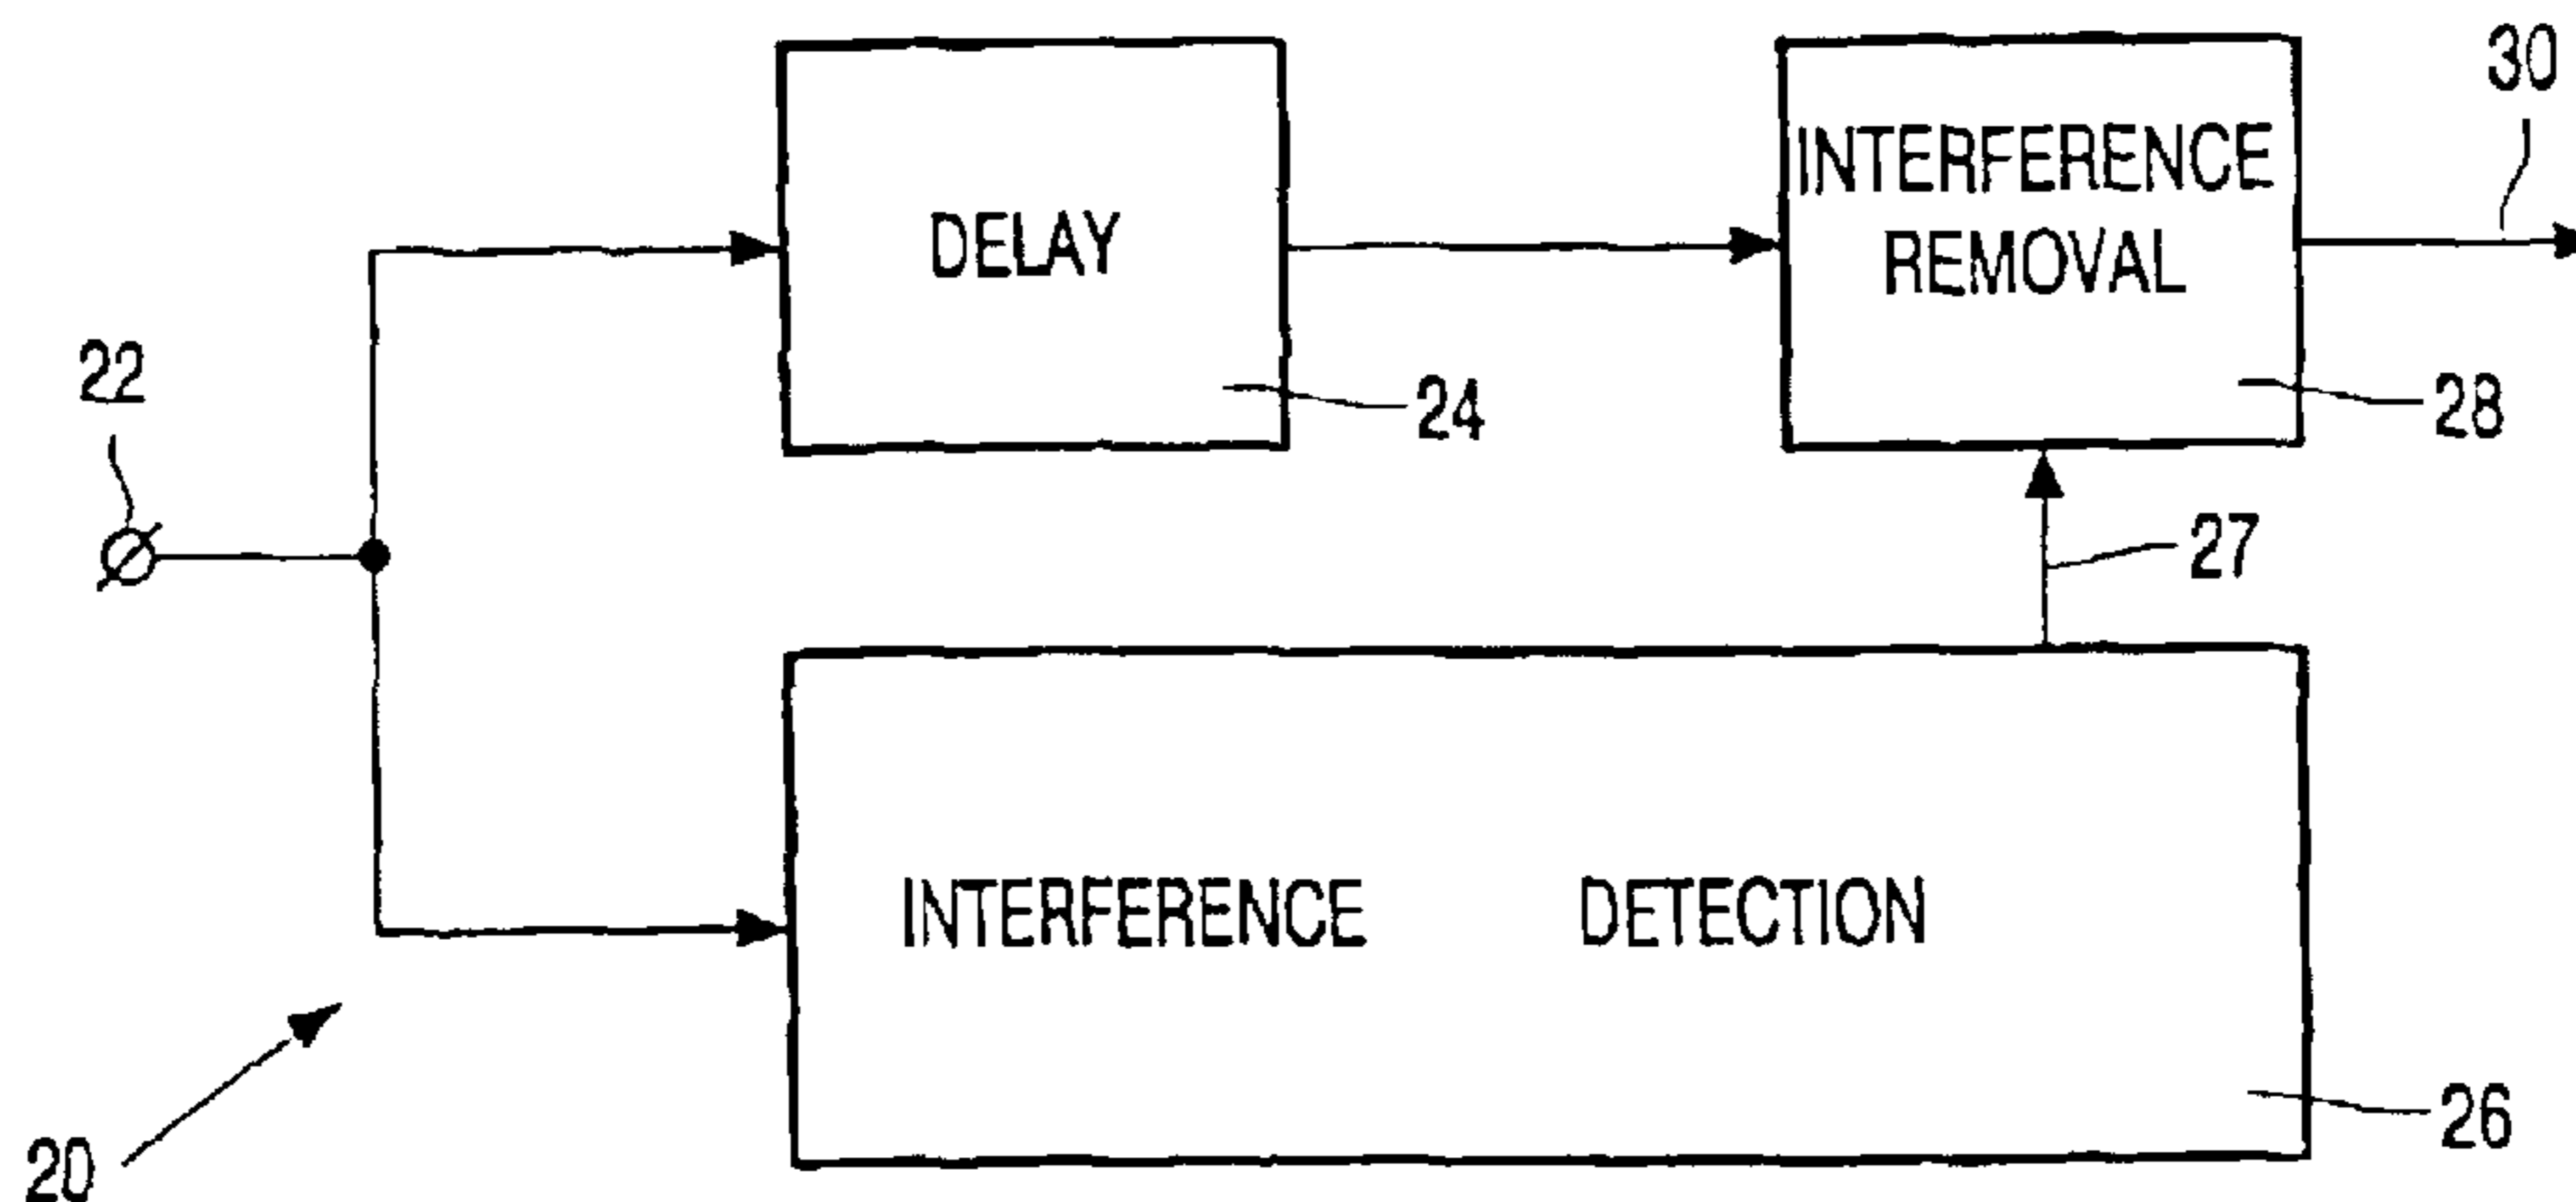 30
INTERFERENCE
REMOVAL
DELAY
22
24
28
27
INTERFERENCE DETECTION
26
20